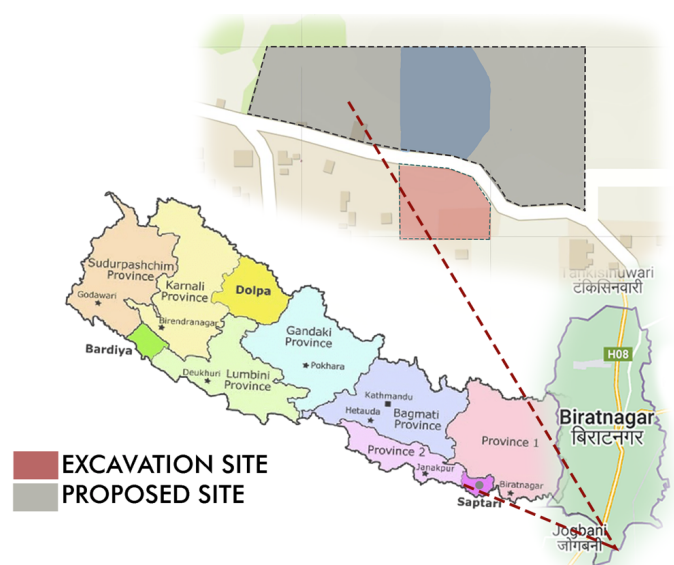 Tankisinuwari
टंकिसिनवारी
Sudurpashchim
Province
Godawari
Karnali
Province
Dolpa
Birendranagar
Bardiya
Gandaki
Province
Pokhara
Deukhuri
Lumbini
Province
Kathmandu
Hetauda
Bagmati
Province
Province 1
Province 2
Janakpur
Biratnagar
Saptari
H08
Biratnagar
बिराटनगर
Jogbani
जोगबनी
EXCAVATION SITE
PROPOSED SITE